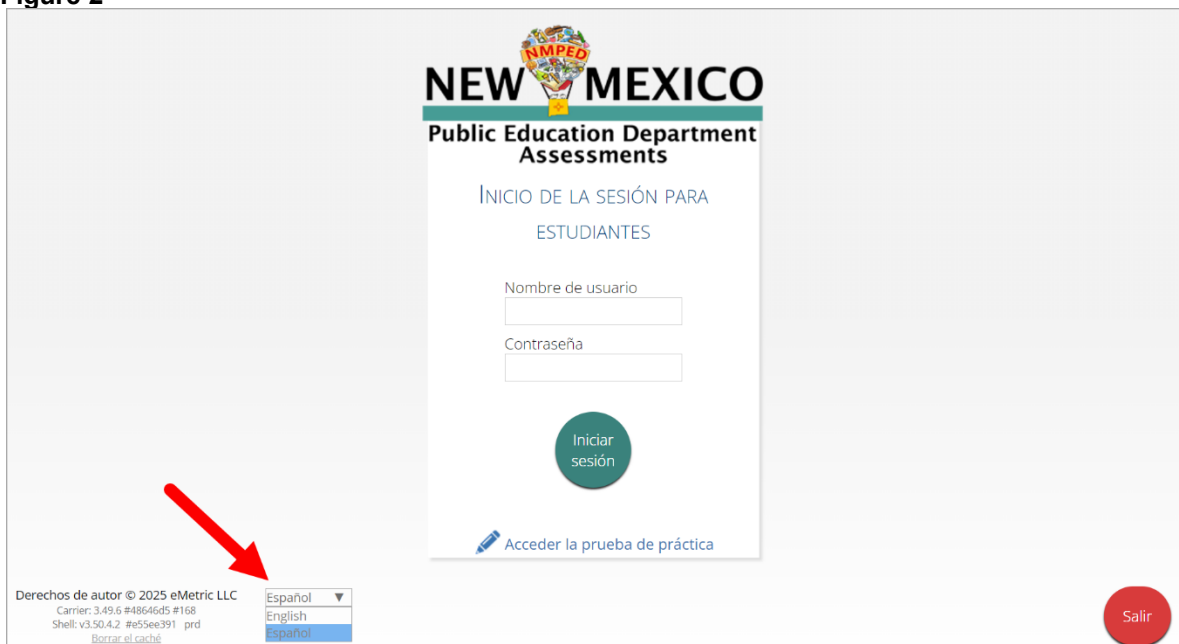 Figure 2
NMPED
NEW MEXICO
Public Education Department
Assessments
INICIO DE LA SESIÓN PARA
ESTUDIANTES
Nombre de usuario
Contraseña
Iniciar
sesión
Acceder la prueba de práctica
Derechos de autor © 2025 eMetric LLC
Carrier: 3.49.6 #48646d5 #168
Shell: v3.50.4.2 #e55ee391 prd
Borrar el caché
Español
English
Español
Salir